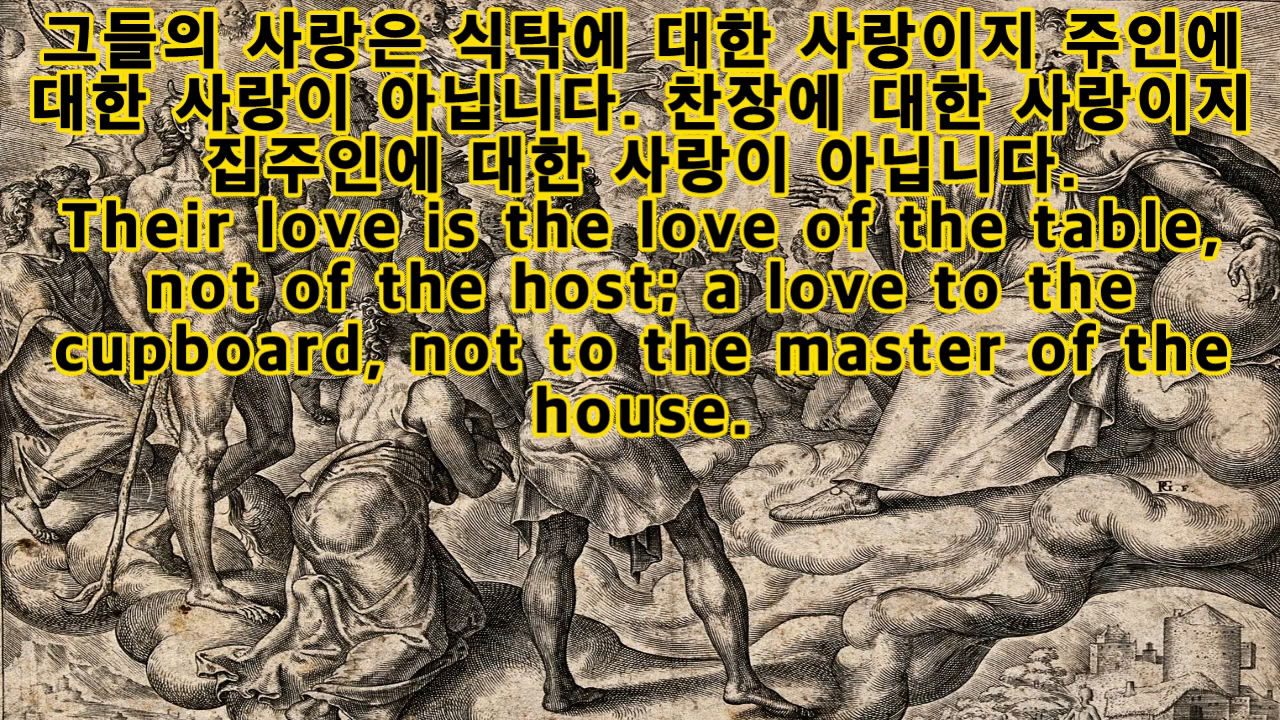 그들의 사랑은 식탁에 대한 사랑이지 주인에
대한 사랑이 아닙니다. 찬장에 대한 사랑이지
집주인에 대한 사랑이 아닙니다.
Their love is the love of the table,
not of the host; a love to the
cupboard, not to the master of the
house.